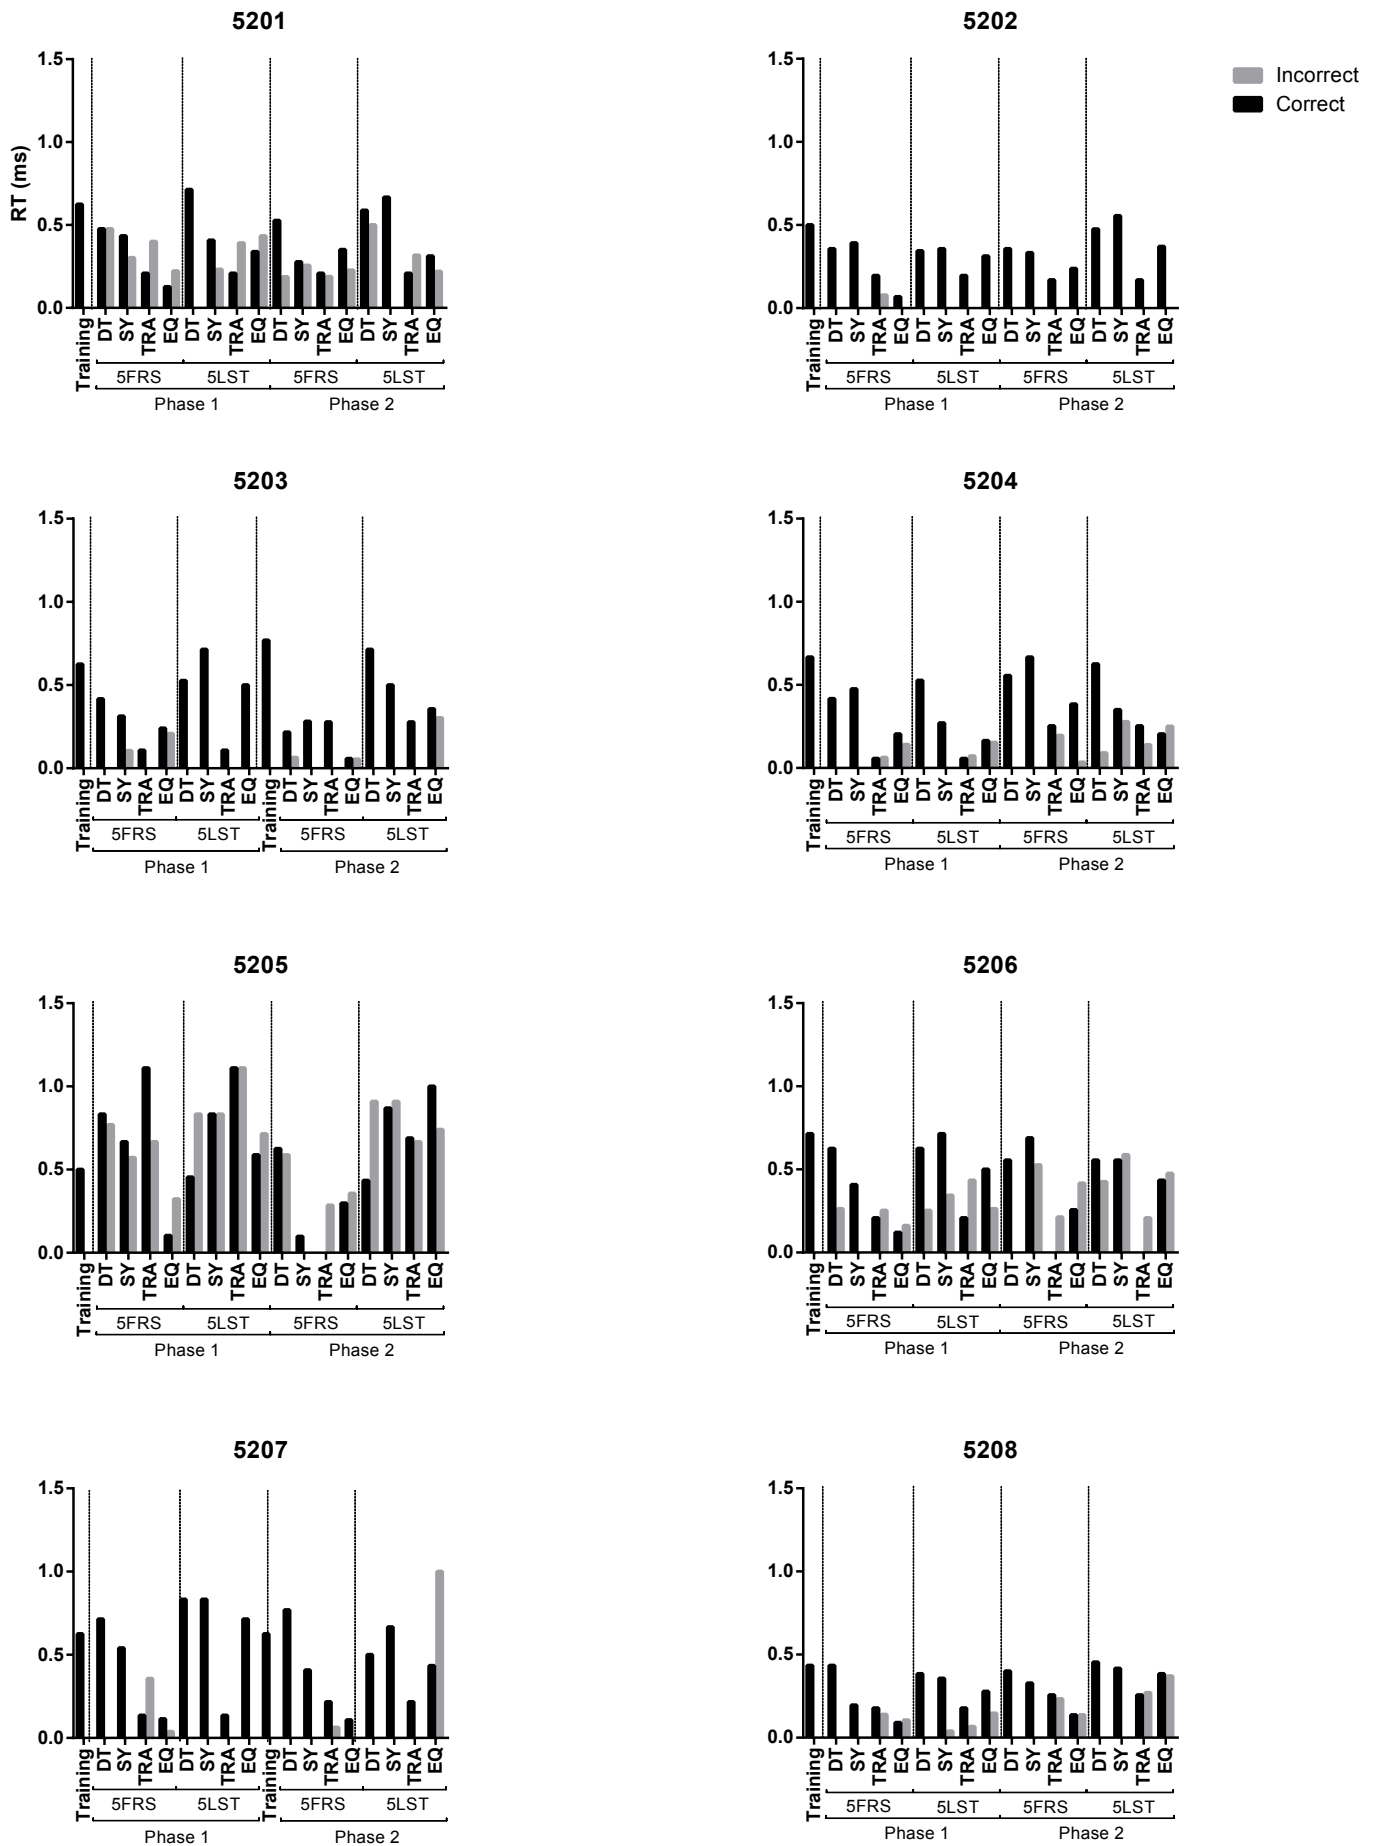 5201
5202
Incorrect
Correct
RT (ms)
1.5
1.0
0.5
0.0
Training DT SY TRA EQ DT SY TRA EQ DT SY TRA EQ DT SY TRA EQ
5FRS 5LST 5FRS 5LST
Phase 1 Phase 2
1.5
1.0
0.5
0.0
Training DT SY TRA EQ DT SY TRA EQ DT SY TRA EQ DT SY TRA EQ
5FRS 5LST 5FRS 5LST
Phase 1 Phase 2
5203
1.5
1.0
0.5
0.0
Training DT SY TRA EQ DT SY TRA EQ Training DT SY TRA EQ DT SY TRA EQ
5FRS 5LST 5FRS 5LST
Phase 1 Phase 2
5204
1.5
1.0
0.5
0.0
Training DT SY TRA EQ DT SY TRA EQ DT SY TRA EQ DT SY TRA EQ
5FRS 5LST 5FRS 5LST
Phase 1 Phase 2
5205
1.5
1.0
0.5
0.0
Training DT SY TRA EQ DT SY TRA EQ DT SY TRA EQ DT SY TRA EQ
5FRS 5LST 5FRS 5LST
Phase 1 Phase 2
5206
1.5
1.0
0.5
0.0
Training DT SY TRA EQ DT SY TRA EQ DT SY TRA EQ DT SY TRA EQ
5FRS 5LST 5FRS 5LST
Phase 1 Phase 2
5207
1.5
1.0
0.5
0.0
Training DT SY TRA EQ DT SY TRA EQ Training DT SY TRA EQ DT SY TRA EQ
5FRS 5LST 5FRS 5LST
Phase 1 Phase 2
5208
1.5
1.0
0.5
0.0
Training DT SY TRA EQ DT SY TRA EQ DT SY TRA EQ DT SY TRA EQ
5FRS 5LST 5FRS 5LST
Phase 1 Phase 2